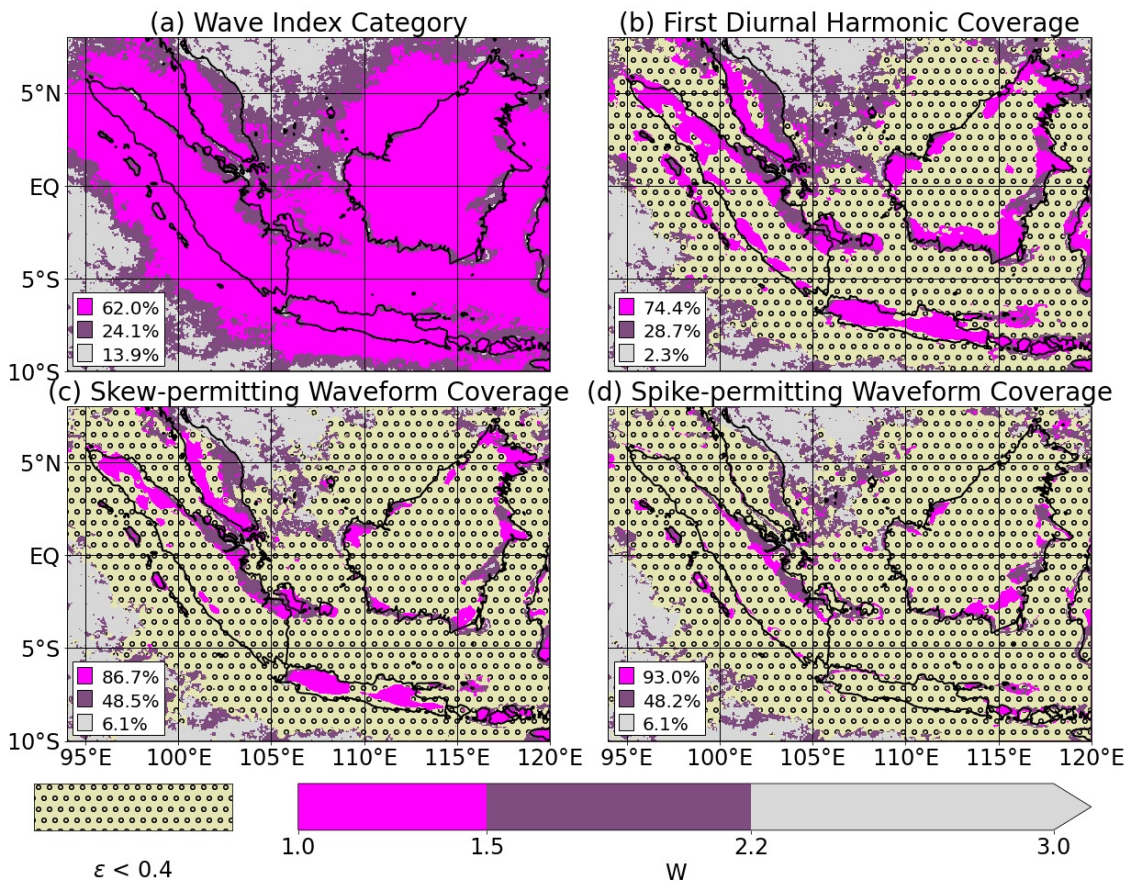 (a) Wave Index Category
(b) First Diurnal Harmonic Coverage
5°N
EQ
5°S
10°S
62.0%
24.1%
13.9%
5°N
EQ
5°S
74.4%
28.7%
2.3%
(c) Skew-permitting Waveform Coverage
(d) Spike-permitting Waveform Coverage
5°N
EQ
5°S
10°S
86.7%
48.5%
6.1%
93.0%
48.2%
6.1%
95°E 100°E 105°E 110°E 115°E 120°E
95°E 100°E 105°E 110°E 115°E 120°E
ε < 0.4
1.0 1.5 2.2 3.0
W